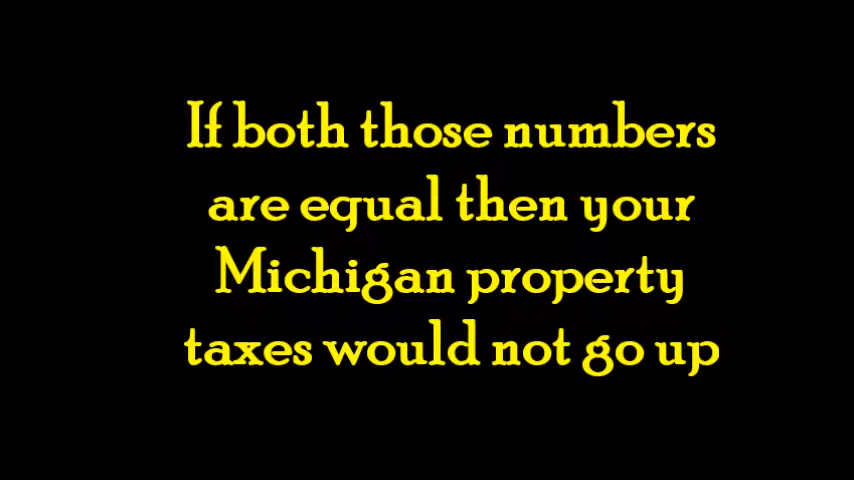 If both those numbers
are equal then your
Michigan property
taxes would not go up